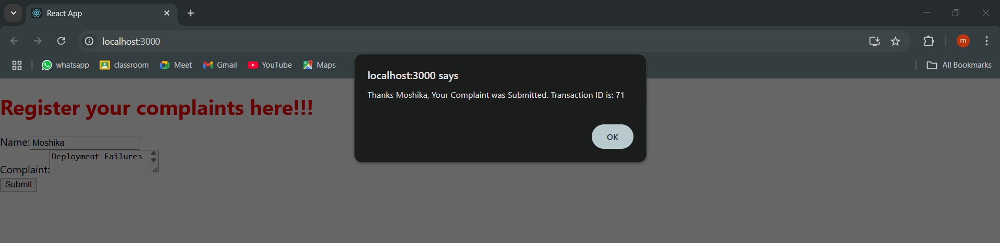 React App
localhost:3000
whatsapp classroom Meet Gmail YouTube Maps All Bookmarks
m
localhost:3000 says
Thanks Moshika, Your Complaint was Submitted. Transaction ID is: 71
OK
Register your complaints here!!!
Name: Moshika
Deployment Failures
Complaint:
Submit